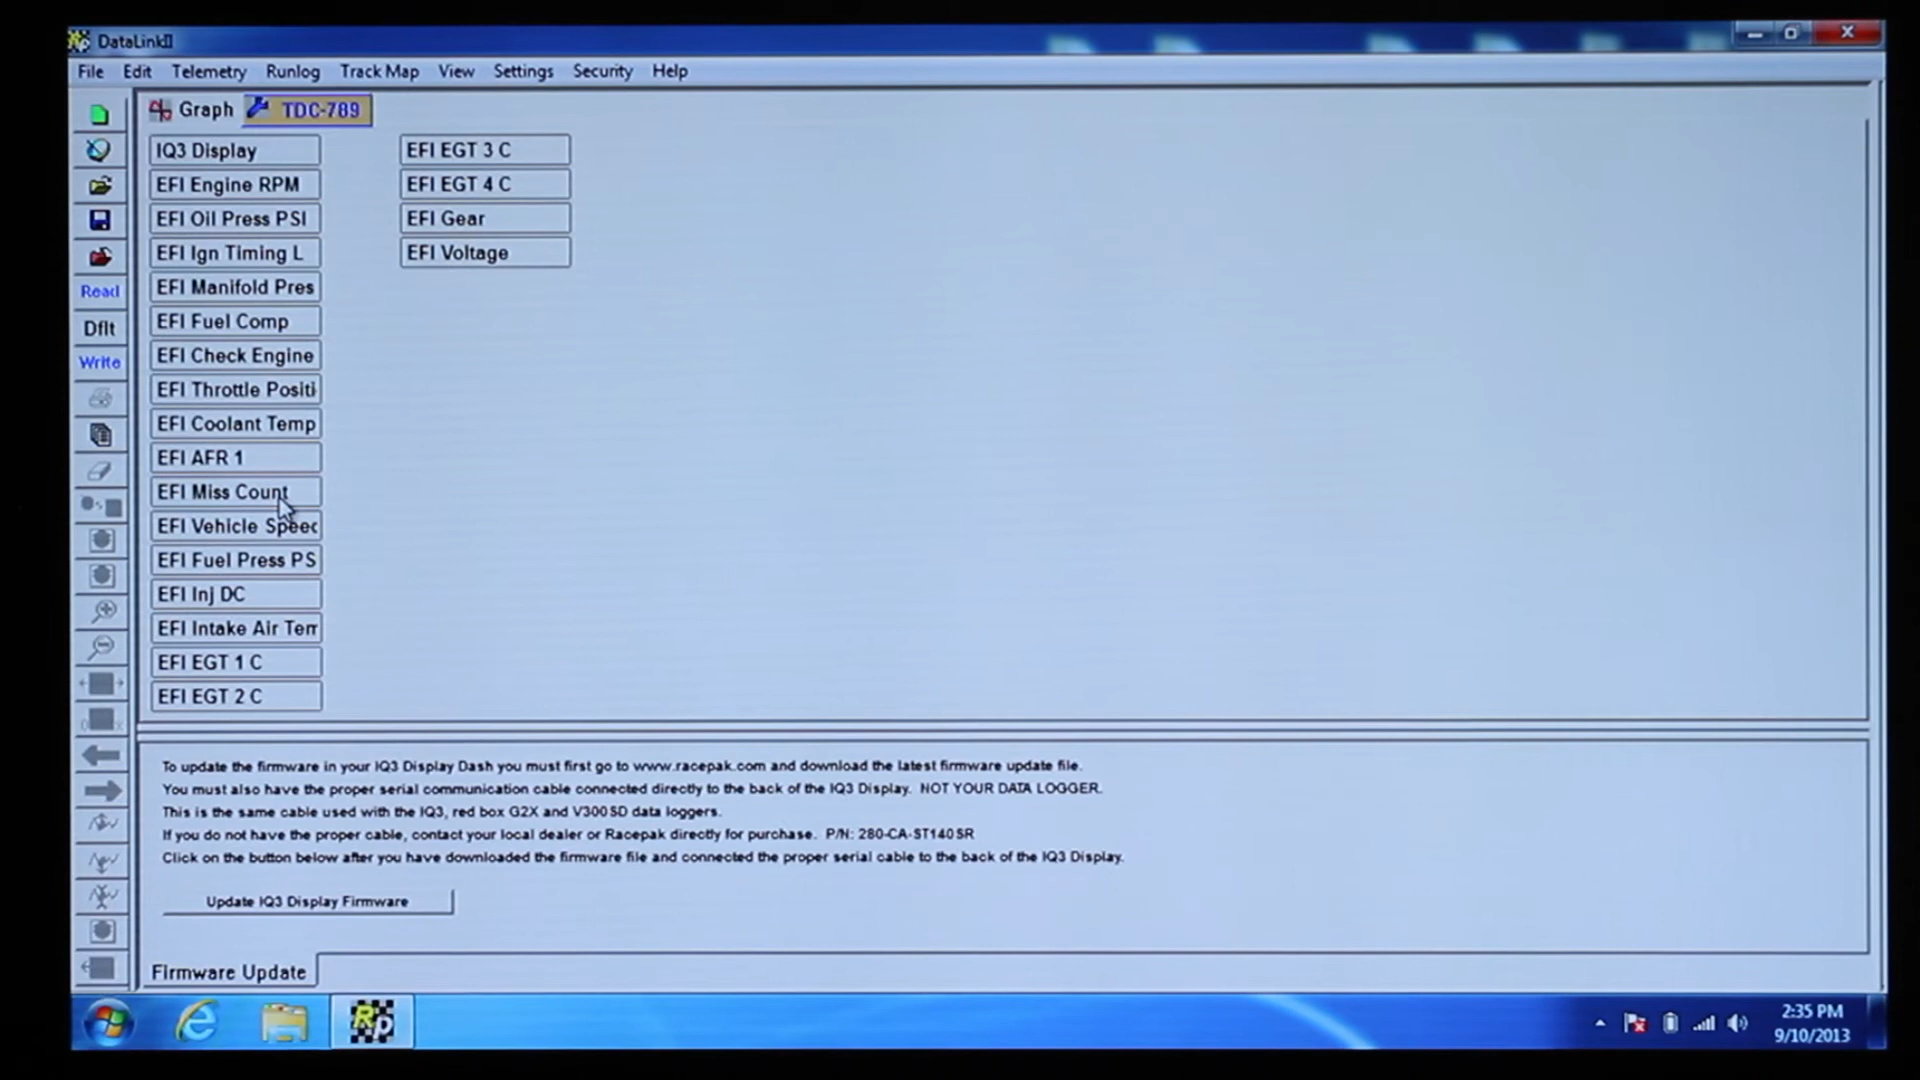 DataLinkII
File Edit Telemetry Runlog Track Map View Settings Security Help
Graph TDC-789
IQ3 Display
EFI Engine RPM
EFI Oil Press PSI
EFI Ign Timing L
EFI Manifold Pres
EFI Fuel Comp
EFI Check Engine
EFI Throttle Positi
EFI Coolant Temp
EFI AFR 1
EFI Miss Count
EFI Vehicle Speed
EFI Fuel Press PS
EFI Inj DC
EFI Intake Air Tem
EFI EGT 1 C
EFI EGT 2 C
EFI EGT 3 C
EFI EGT 4 C
EFI Gear
EFI Voltage
Read
Dflt
Write
To update the firmware in your IQ3 Display Dash you must first go to www.racepak.com and download the latest firmware update file.
You must also have the proper serial communication cable connected directly to the back of the IQ3 Display. NOT YOUR DATA LOGGER.
This is the same cable used with the IQ3, red box G2X and V300SD data loggers.
If you do not have the proper cable, contact your local dealer or Racepak directly for purchase. P/N: 280-CA-ST140SR
Click on the button below after you have downloaded the firmware file and connected the proper serial cable to the back of the IQ3 Display.
Update IQ3 Display Firmware
Firmware Update
Rp
2:35 PM
9/10/2013